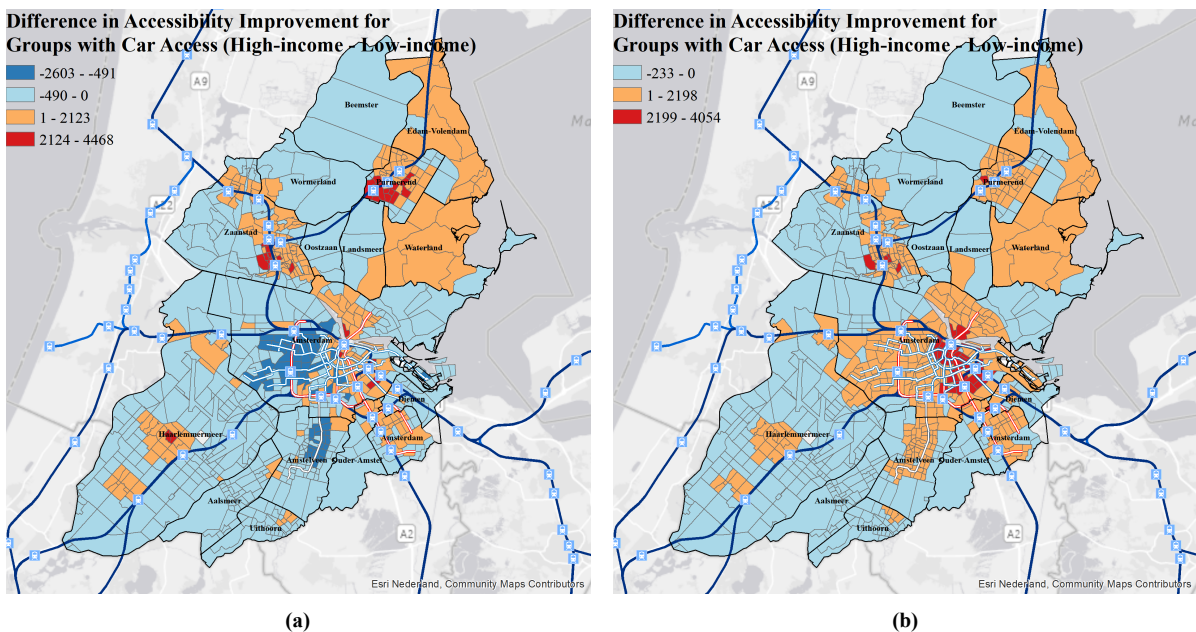 Difference in Accessibility Improvement for
Groups with Car Access (High-income - Low-income)
-2603 - -491
-490 - 0
1 - 2123
2124 - 4468
A9
Beemster
Edam-Volendam
Wormerland
Purmerend
A22
Zaanstad
Oostzaan
Landsmeer
Waterland
Amsterdam
Diemen
Haarlemmermeer
Amsterdam
Amstelveen
Ouder-Amstel
Aalsmeer
Uithoorn
A2
Esri Nederland, Community Maps Contributors
(a)
Difference in Accessibility Improvement for
Groups with Car Access (High-income - Low-income)
-233 - 0
1 - 2198
2199 - 4054
A9
Beemster
Edam-Volendam
Wormerland
Purmerend
A22
Zaanstad
Oostzaan
Landsmeer
Waterland
Amsterdam
Diemen
Haarlemmermeer
Amsterdam
Amstelveen
Ouder-Amstel
Aalsmeer
Uithoorn
A2
Esri Nederland, Community Maps Contributors
(b)